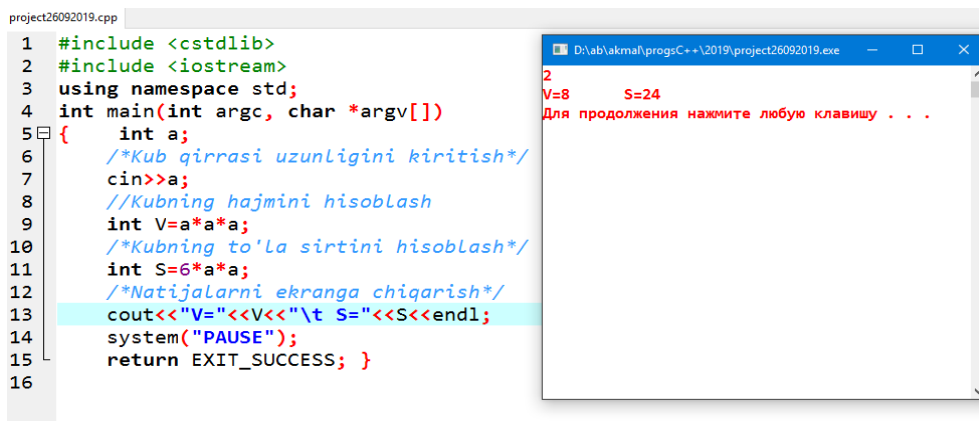 project26092019.cpp
1 #include <cstdlib>
2 #include <iostream>
3 using namespace std;
4 int main(int argc, char *argv[])
5 {     int a;
6     /*Kub qirrasi uzunligini kiritish*/
7     cin>>a;
8     //Kubning hajmini hisoblash
9     int V=a*a*a;
10     /*Kubning to'la sirtini hisoblash*/
11     int S=6*a*a;
12     /*Natijalarni ekranga chiqarish*/
13     cout<<"V="<<V<<"\t S="<<S<<endl;
14     system("PAUSE");
15     return EXIT_SUCCESS; }
16
D:\ab\akmal\progsC++\2019\project26092019.exe
2
V=8      S=24
Для продолжения нажмите любую клавишу . . .